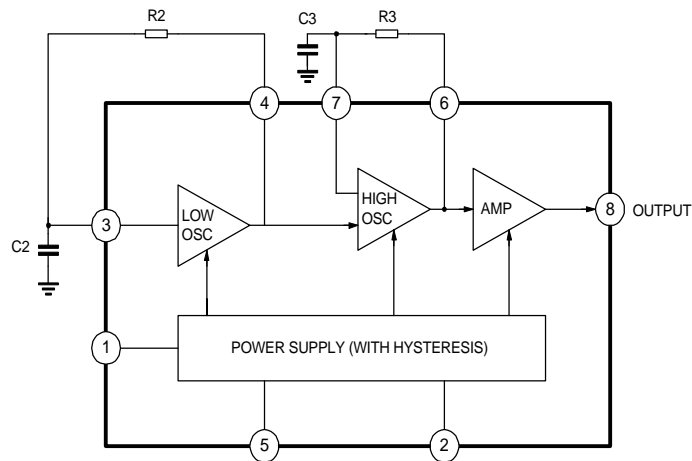 C3
R2
R3
4
7
6
LOW
OSC
HIGH
OSC
AMP
8
OUTPUT
3
C2
1
POWER SUPPLY (WITH HYSTERESIS)
5
2